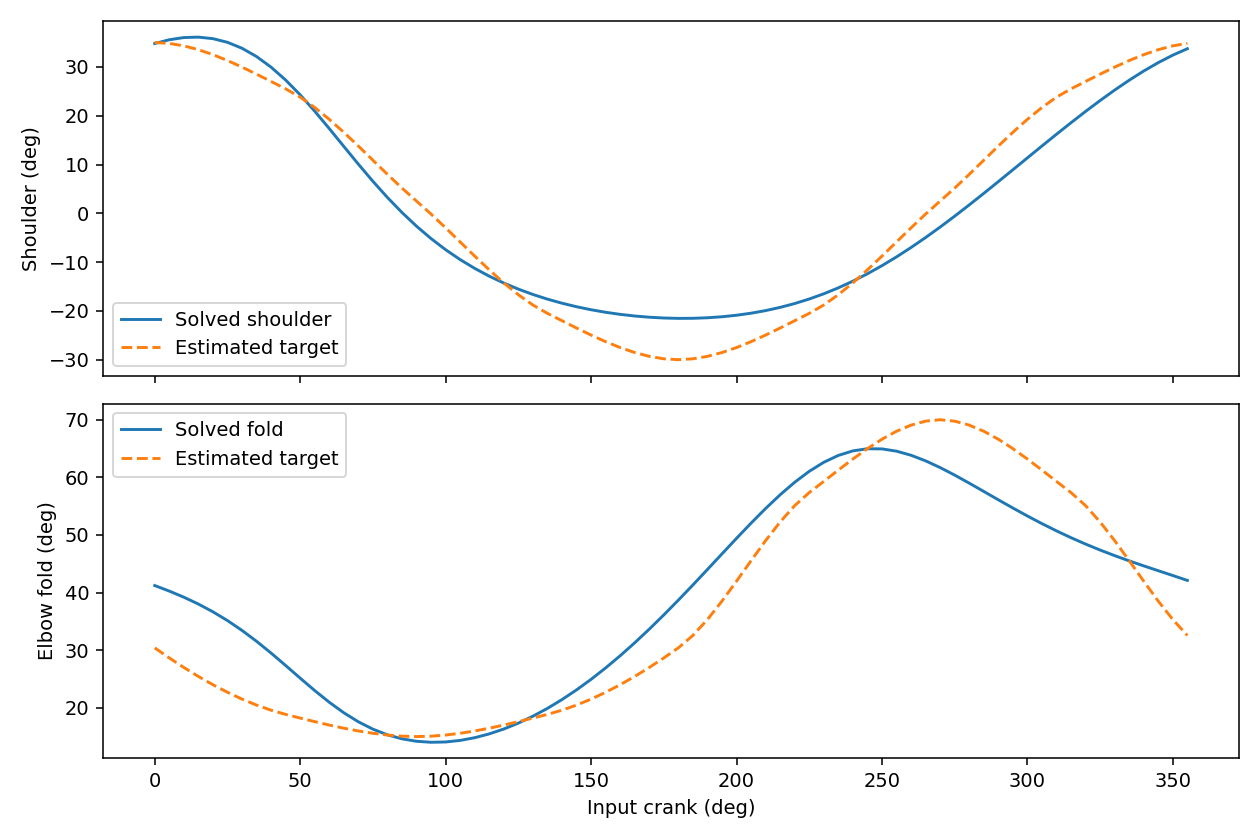 Shoulder (deg)
30
20
10
0
−10
−20
−30
Solved shoulder
Estimated target
Elbow fold (deg)
70
60
50
40
30
20
Solved fold
Estimated target
0 50 100 150 200 250 300 350
Input crank (deg)